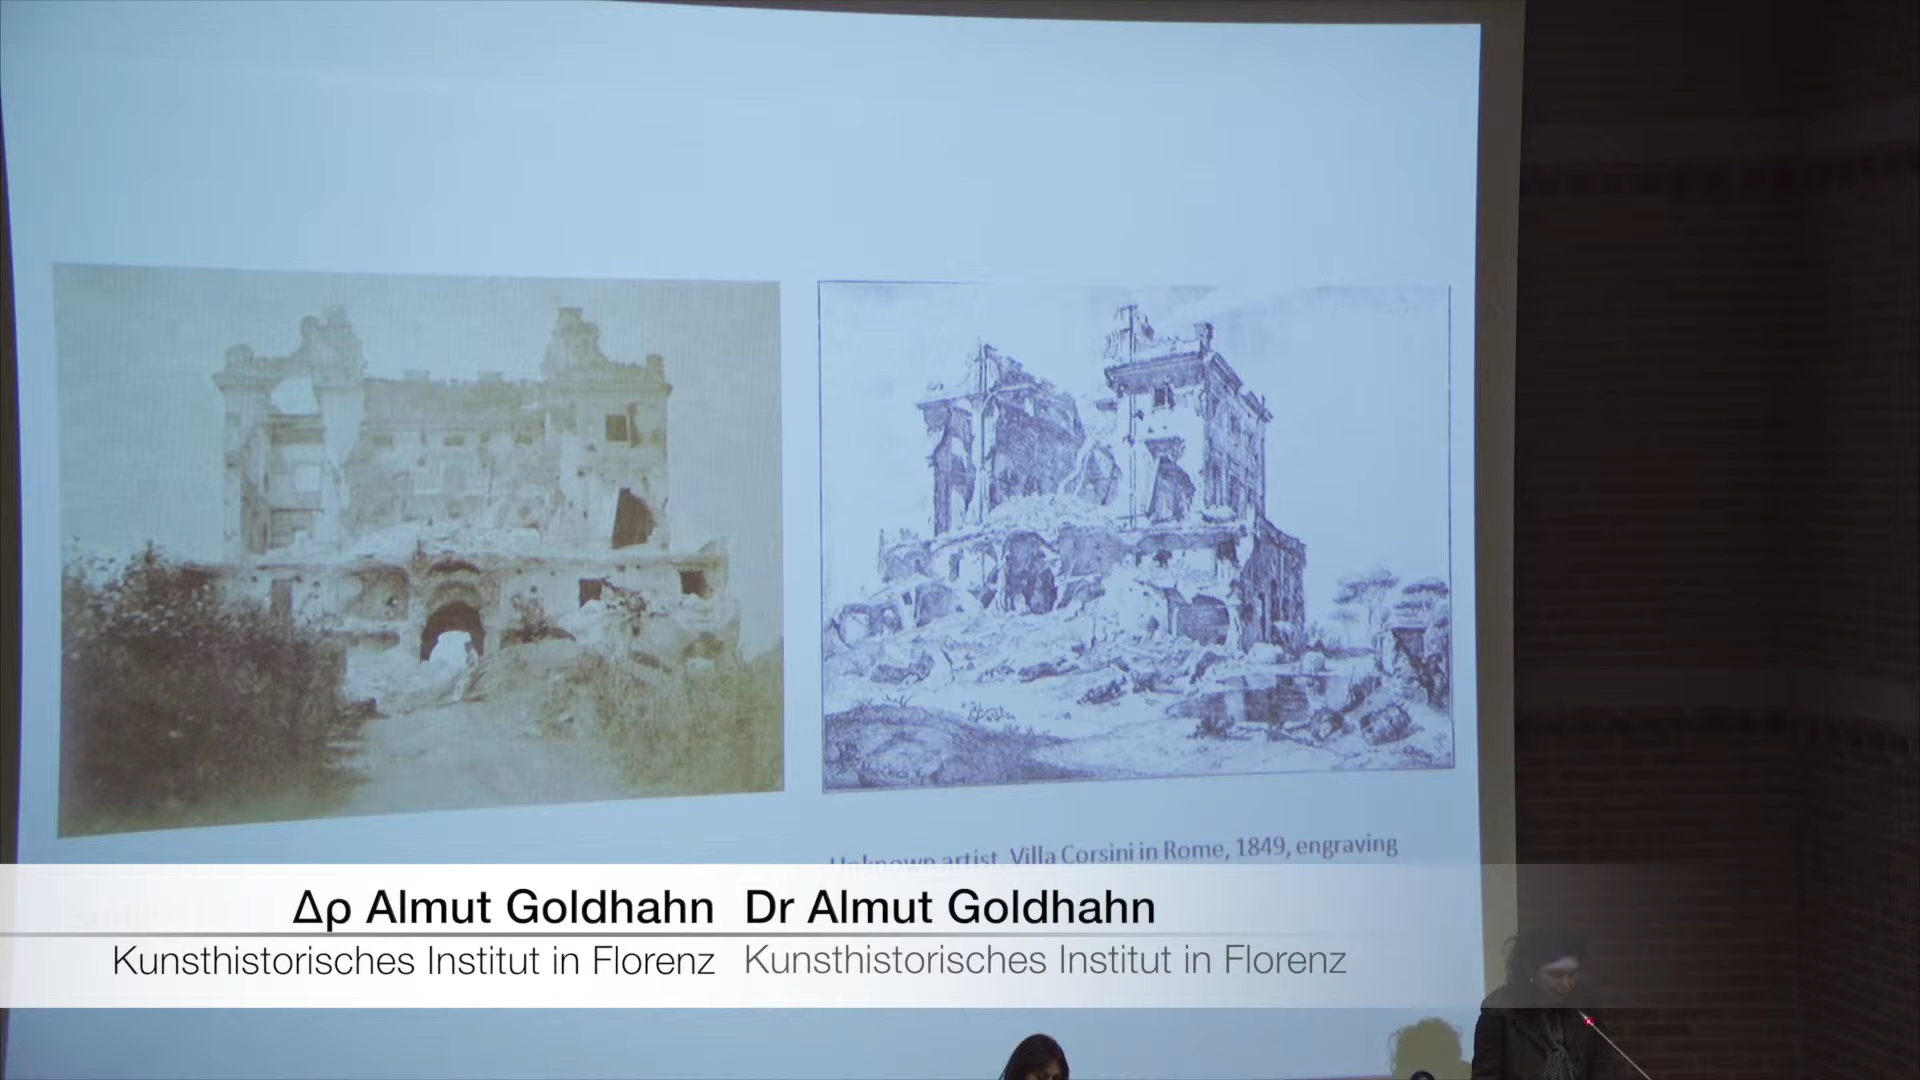 Unknown artist, Villa Corsini in Rome, 1849, engraving
Δρ Almut Goldhahn
Kunsthistorisches Institut in Florenz
Dr Almut Goldhahn
Kunsthistorisches Institut in Florenz